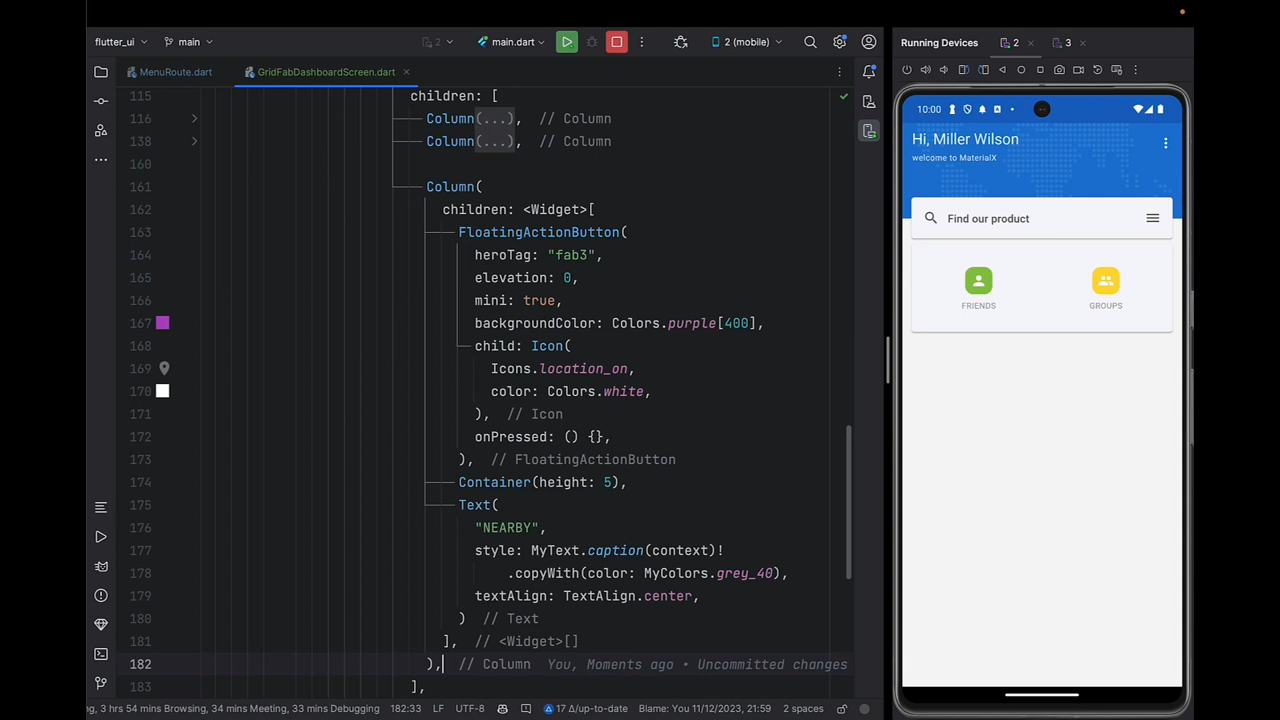 flutter_ui
main
2
main.dart
2 (mobile)
Running Devices
2
3
MenuRoute.dart
GridFabDashboardScreen.dart
115 children: [
116 Column(...), // Column
138 Column(...), // Column
160
161 Column(
162 children: <Widget>[
163 FloatingActionButton(
164 heroTag: "fab3",
165 elevation: 0,
166 mini: true,
167 backgroundColor: Colors.purple[400],
168 child: Icon(
169 Icons.location_on,
170 color: Colors.white,
171 ), // Icon
172 onPressed: () {},
173 ), // FloatingActionButton
174 Container(height: 5),
175 Text(
176 "NEARBY",
177 style: MyText.caption(context)!
178 .copyWith(color: MyColors.grey_40),
179 textAlign: TextAlign.center,
180 ) // Text
181 ], // <Widget>[]
182 ), // Column You, Moments ago • Uncommitted changes
183 ],
10:00
Hi, Miller Wilson
welcome to MaterialX
Find our product
FRIENDS
GROUPS
ng, 3 hrs 54 mins Browsing, 34 mins Meeting, 33 mins Debugging
182:33
LF
UTF-8
17 Δ/up-to-date
Blame: You 11/12/2023, 21:59
2 spaces